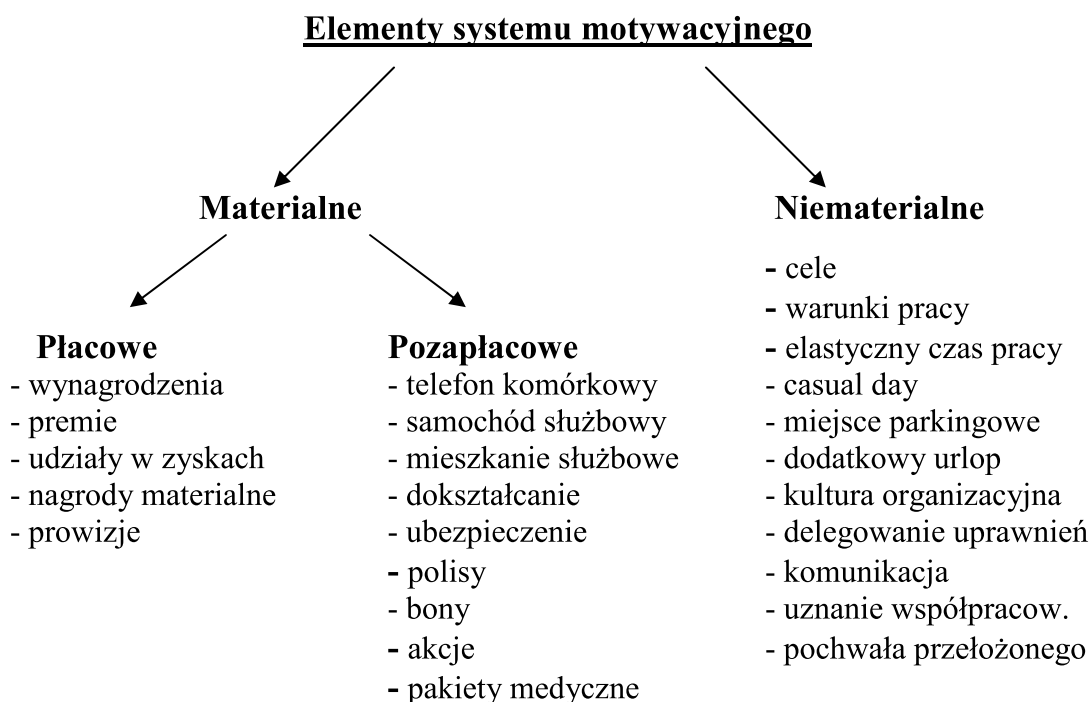 Elementy systemu motywacyjnego
Materialne
Niematerialne
Płacowe
- wynagrodzenia
- premie
- udziały w zyskach
- nagrody materialne
- prowizje
Pozapłacowe
- telefon komórkowy
- samochód służbowy
- mieszkanie służbowe
- dokształcanie
- ubezpieczenie
- polisy
- bony
- akcje
- pakiety medyczne
- cele
- warunki pracy
- elastyczny czas pracy
- casual day
- miejsce parkingowe
- dodatkowy urlop
- kultura organizacyjna
- delegowanie uprawnień
- komunikacja
- uznanie współpracow.
- pochwała przełożonego